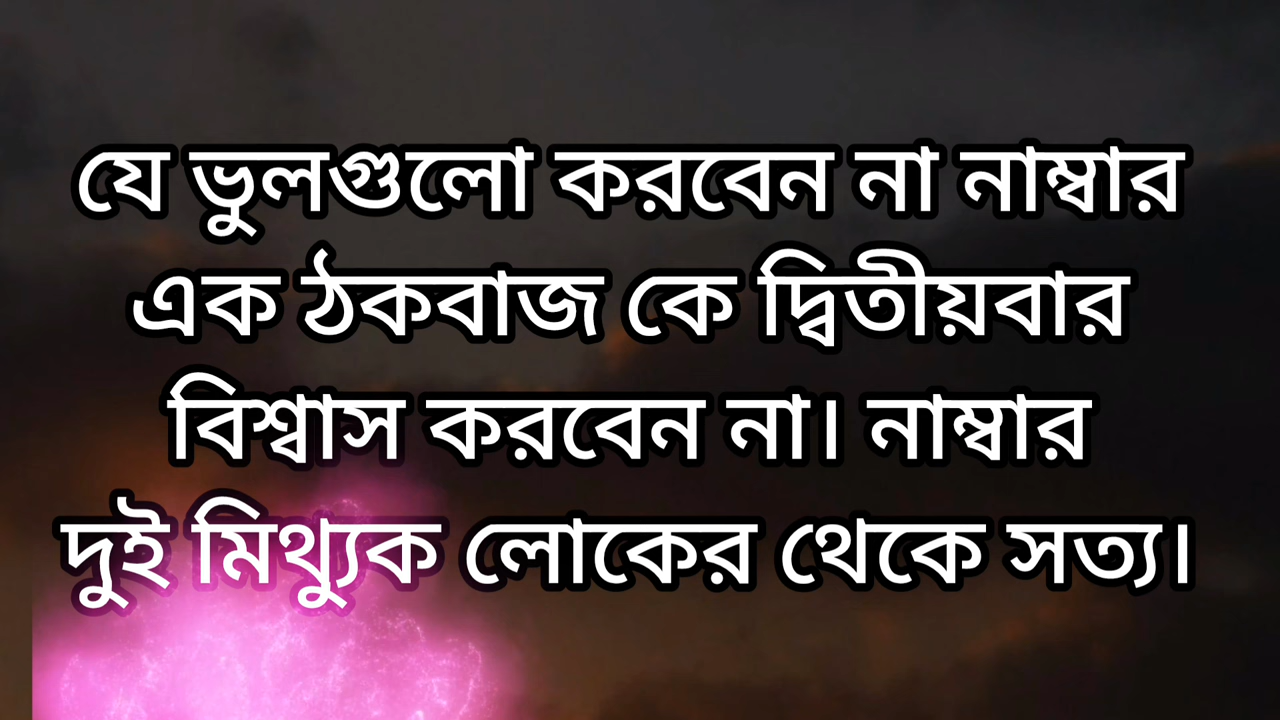 যে ভুলগুলো করবেন না নাম্বার
এক ঠকবাজ কে দ্বিতীয়বার
বিশ্বাস করবেন না। নাম্বার
দুই মিথ্যুক লোকের থেকে সত্য।